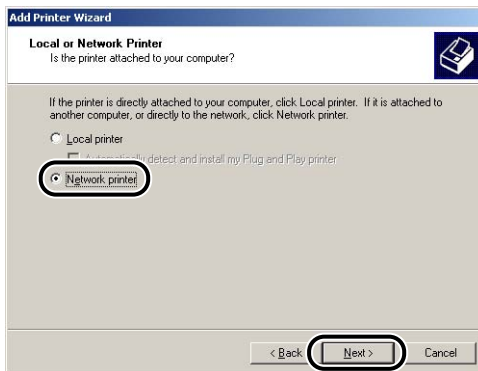 Add Printer Wizard
Local or Network Printer
Is the printer attached to your computer?
If the printer is directly attached to your computer, click Local printer. If it is attached to
another computer, or directly to the network, click Network printer.
Local printer
Automatically detect and install my Plug and Play printer
Network printer
< Back Next > Cancel